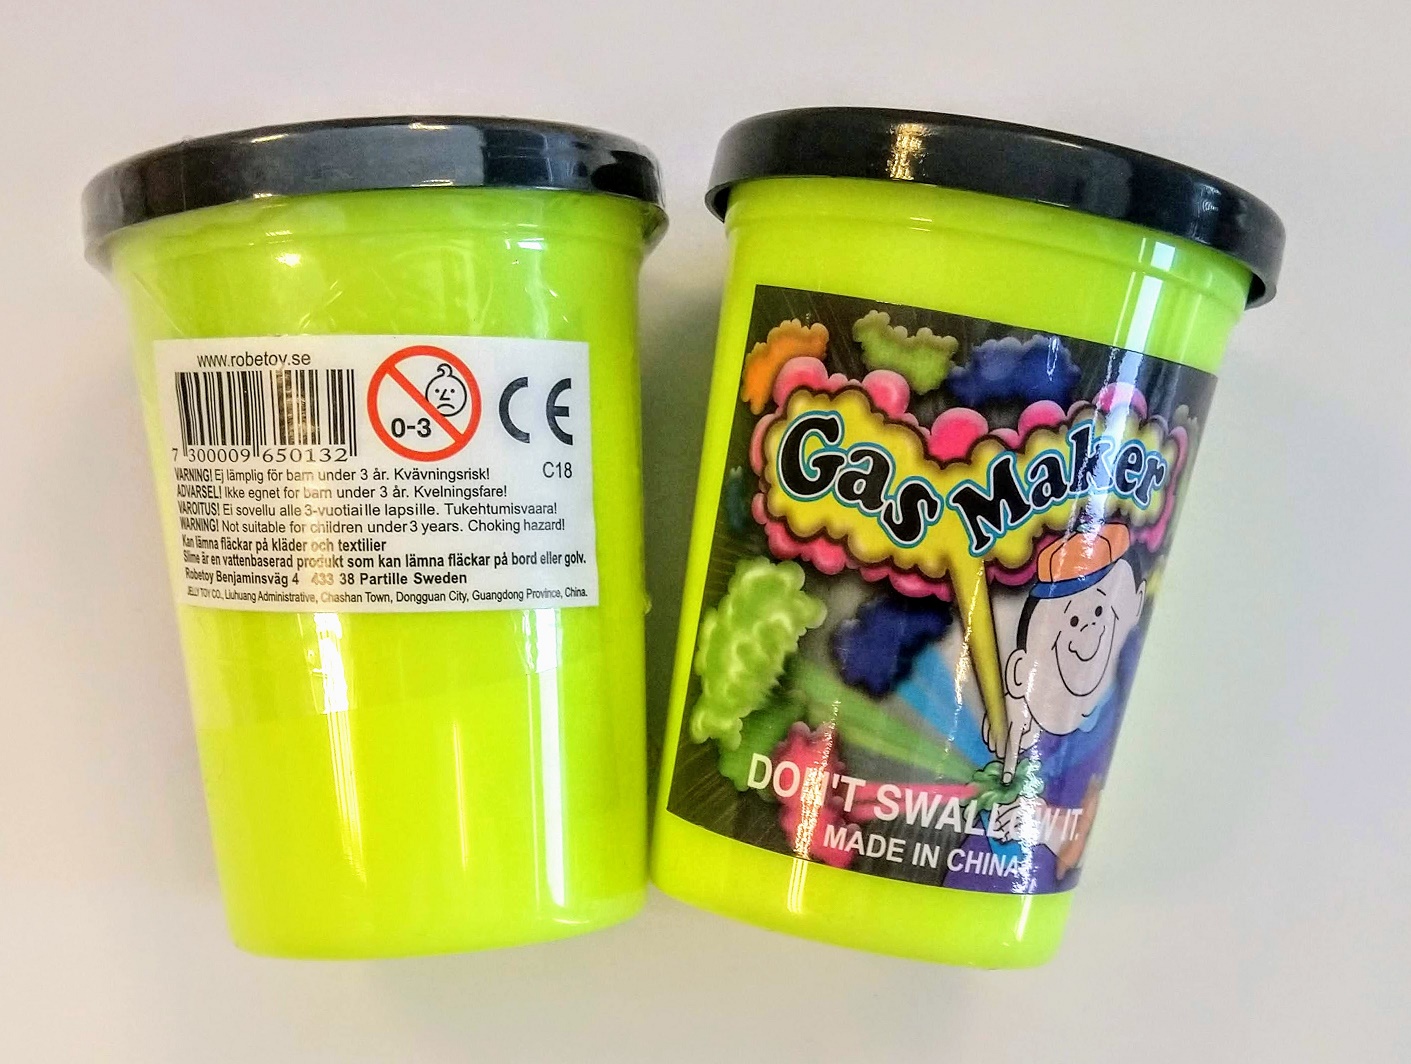 www.robetoy.se
0-3
CE
7 300009 650132
C18
VARNING! Ej lämplig för barn under 3 år. Kvävningsrisk!
ADVARSEL! Ikke egnet for barn under 3 år. Kvelningsfare!
VAROITUS! Ei sovellu alle 3-vuotiaille lapsille. Tukehtumisvaara!
WARNING! Not suitable for children under 3 years. Choking hazard!
Kan lämna fläckar på kläder och textilier
Slime är en vattenbaserad produkt som kan lämna fläckar på bord eller golv.
Robetoy Benjaminsväg 4 433 38 Partille Sweden
JELLY TOY CO., Liuhuang Administrative, Chashan Town, Dongguan City, Guangdong Province, China.
Gas Maker
DON'T SWALLOW IT.
MADE IN CHINA